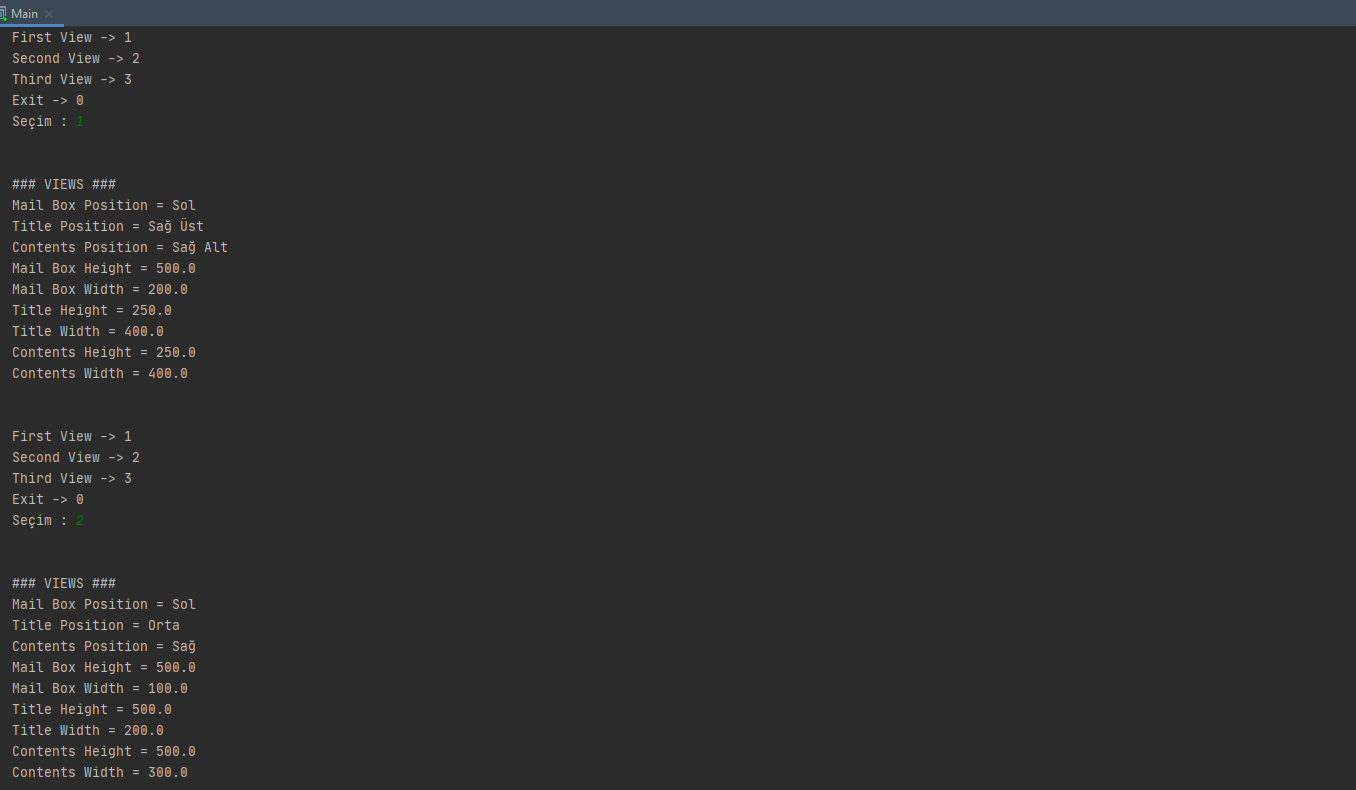 Main
First View -> 1
Second View -> 2
Third View -> 3
Exit -> 0
Seçim : 1
### VIEWS ###
Mail Box Position = Sol
Title Position = Sağ Üst
Contents Position = Sağ Alt
Mail Box Height = 500.0
Mail Box Width = 200.0
Title Height = 250.0
Title Width = 400.0
Contents Height = 250.0
Contents Width = 400.0
First View -> 1
Second View -> 2
Third View -> 3
Exit -> 0
Seçim : 2
### VIEWS ###
Mail Box Position = Sol
Title Position = Orta
Contents Position = Sağ
Mail Box Height = 500.0
Mail Box Width = 100.0
Title Height = 500.0
Title Width = 200.0
Contents Height = 500.0
Contents Width = 300.0